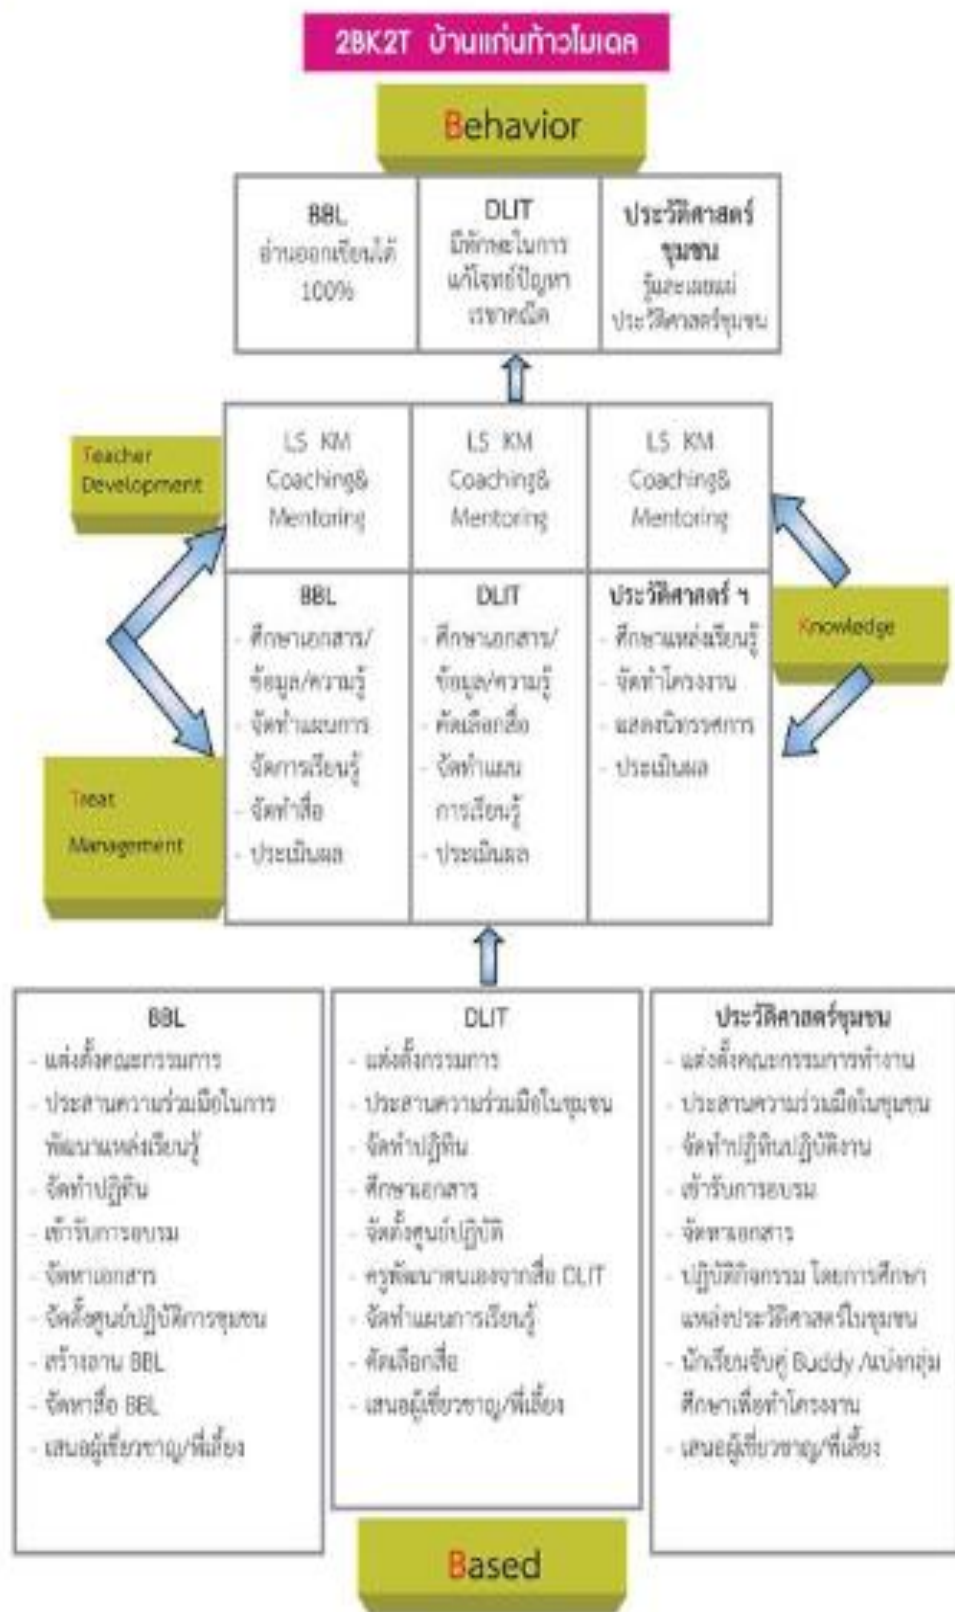 2BK2T บ้านแก่นท้าวโมเดล
Behavior
BBL
อ่านออกเขียนได้
100%
DLIT
มีทักษะในการ
แก้โจทย์ปัญหา
เรขาคณิต
ประวัติศาสตร์
ชุมชน
รู้และเผยแพร่
ประวัติศาสตร์ชุมชน
Teacher
Development
LS KM
Coaching&
Mentoring
LS KM
Coaching&
Mentoring
LS KM
Coaching&
Mentoring
Knowledge
Treat
Management
BBL
- ศึกษาเอกสาร/
ข้อมูล/ความรู้
- จัดทำแผนการ
จัดการเรียนรู้
- จัดทำสื่อ
- ประเมินผล
DLIT
- ศึกษาเอกสาร/
ข้อมูล/ความรู้
- คัดเลือกสื่อ
- จัดทำแผน
การเรียนรู้
- ประเมินผล
ประวัติศาสตร์ ฯ
- ศึกษาแหล่งเรียนรู้
- จัดทำโครงงาน
- แสดงนิทรรศการ
- ประเมินผล
BBL
- แต่งตั้งคณะกรรมการ
- ประสานความร่วมมือในการ
พัฒนาแหล่งเรียนรู้
- จัดทำปฏิทิน
- เข้ารับการอบรม
- จัดหาเอกสาร
- จัดตั้งศูนย์ปฏิบัติการชุมชน
- สร้างลาน BBL
- จัดหาสื่อ BBL
- เสนอผู้เชี่ยวชาญ/พี่เลี้ยง
DLIT
- แต่งตั้งกรรมการ
- ประสานความร่วมมือในชุมชน
- จัดทำปฏิทิน
- ศึกษาเอกสาร
- จัดตั้งศูนย์ปฏิบัติ
- ครูพัฒนาตนเองจากสื่อ DLIT
- จัดทำแผนการเรียนรู้
- คัดเลือกสื่อ
- เสนอผู้เชี่ยวชาญ/พี่เลี้ยง
ประวัติศาสตร์ชุมชน
- แต่งตั้งคณะกรรมการทำงาน
- ประสานความร่วมมือในชุมชน
- จัดทำปฏิทินปฏิบัติงาน
- เข้ารับการอบรม
- จัดหาเอกสาร
- ปฏิบัติกิจกรรม โดยการศึกษา
แหล่งประวัติศาสตร์ในชุมชน
- นักเรียนจับคู่ Buddy /แบ่งกลุ่ม
ศึกษาเพื่อทำโครงงาน
- เสนอผู้เชี่ยวชาญ/พี่เลี้ยง
Based